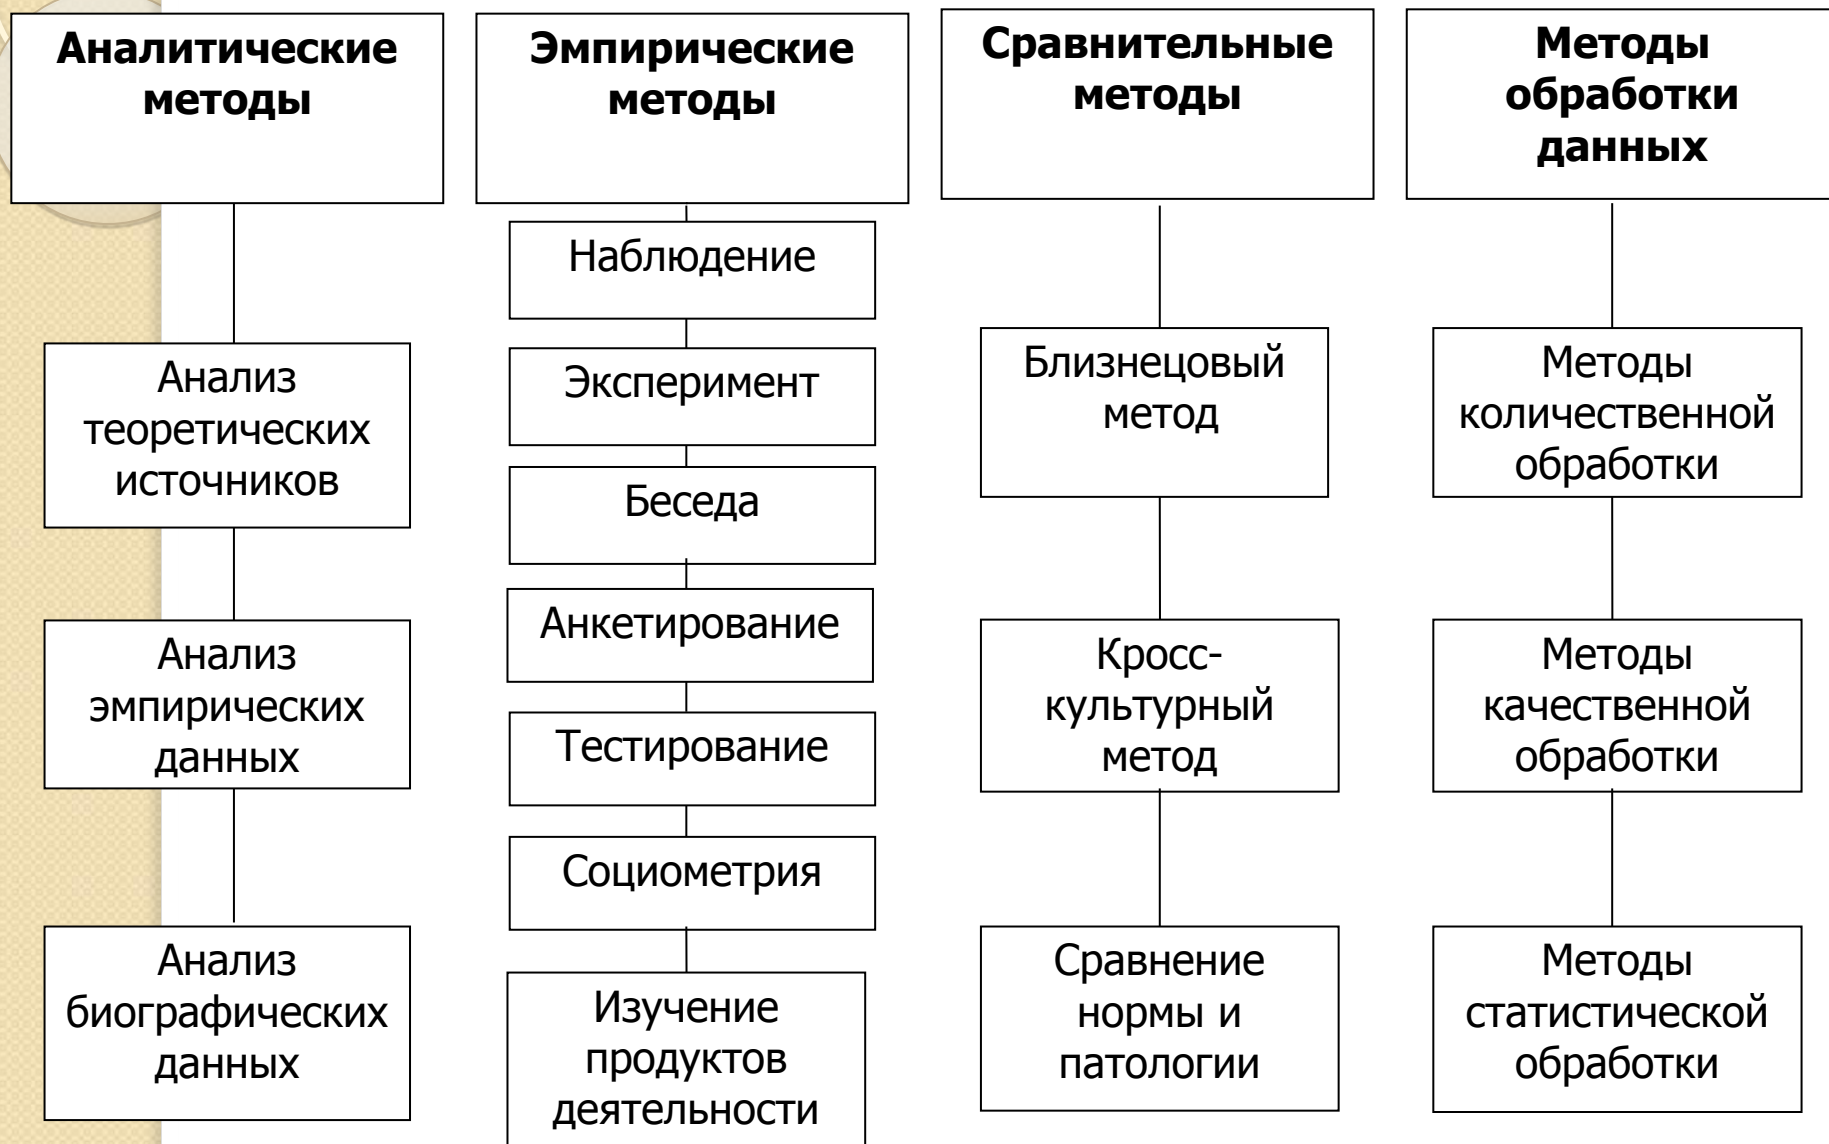 Аналитические
методы
Анализ
теоретических
источников
Анализ
эмпирических
данных
Анализ
биографических
данных
Эмпирические
методы
Наблюдение
Эксперимент
Беседа
Анкетирование
Тестирование
Социометрия
Изучение
продуктов
деятельности
Сравнительные
методы
Близнецовый
метод
Кросс-
культурный
метод
Сравнение
нормы и
патологии
Методы
обработки
данных
Методы
количественной
обработки
Методы
качественной
обработки
Методы
статистической
обработки